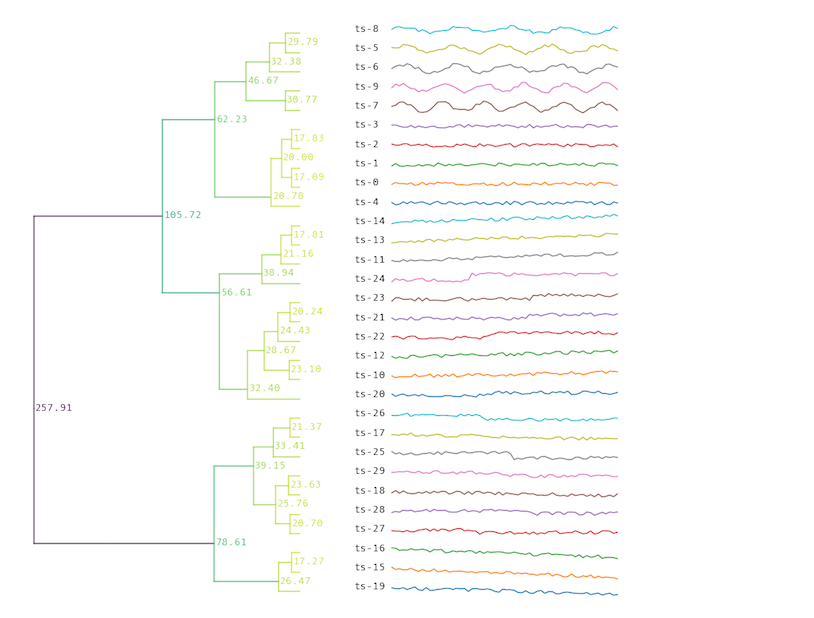 ts-8
29.79
ts-5
32.38
ts-6
46.67
ts-9
30.77
ts-7
62.23
ts-3
17.83
ts-2
20.00
ts-1
17.09
ts-0
20.78
ts-4
105.72
ts-14
17.81
ts-13
21.16
ts-11
38.94
ts-24
56.61
ts-23
20.24
ts-21
24.43
ts-22
28.67
ts-12
23.10
ts-10
32.40
ts-20
257.91
ts-26
21.37
ts-17
33.41
ts-25
39.15
ts-29
23.63
ts-18
25.76
ts-28
20.70
ts-27
78.61
ts-16
17.27
ts-15
26.47
ts-19